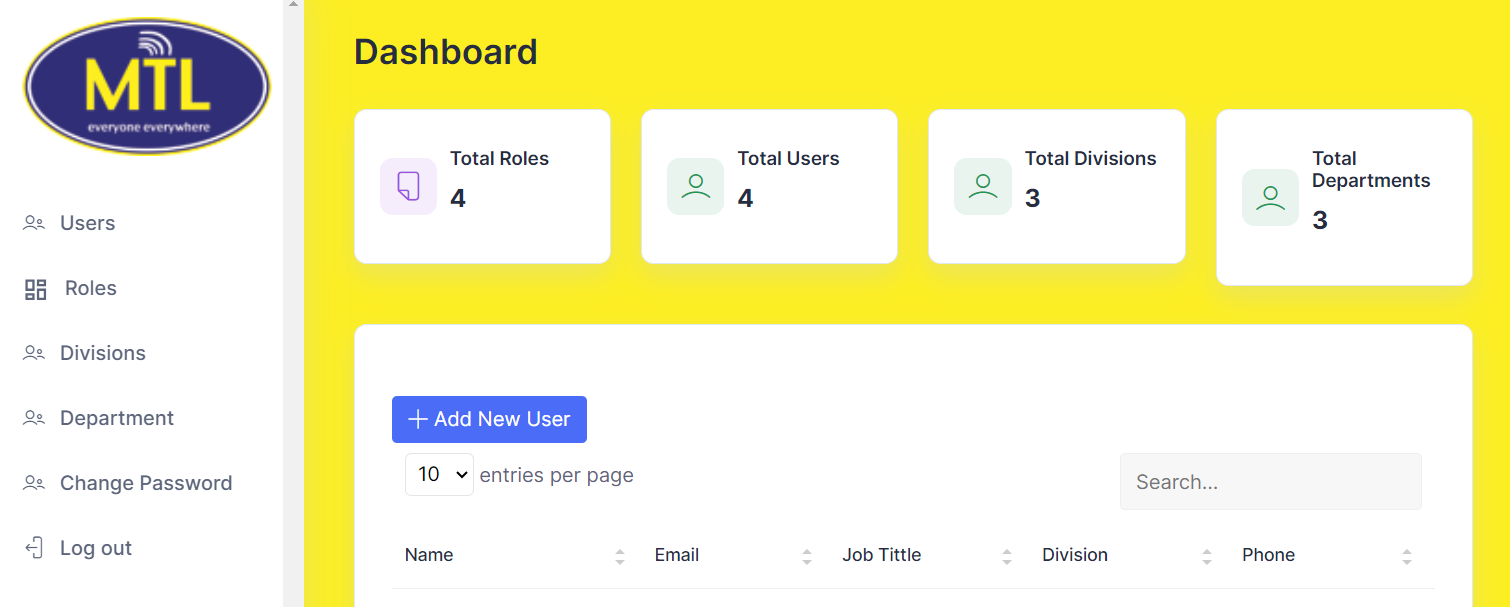 MTL
everyone everywhere
Users
Roles
Divisions
Department
Change Password
Log out
Dashboard
Total Roles
4
Total Users
4
Total Divisions
3
Total
Departments
3
Add New User
10 entries per page
Search...
Name Email Job Tittle Division Phone